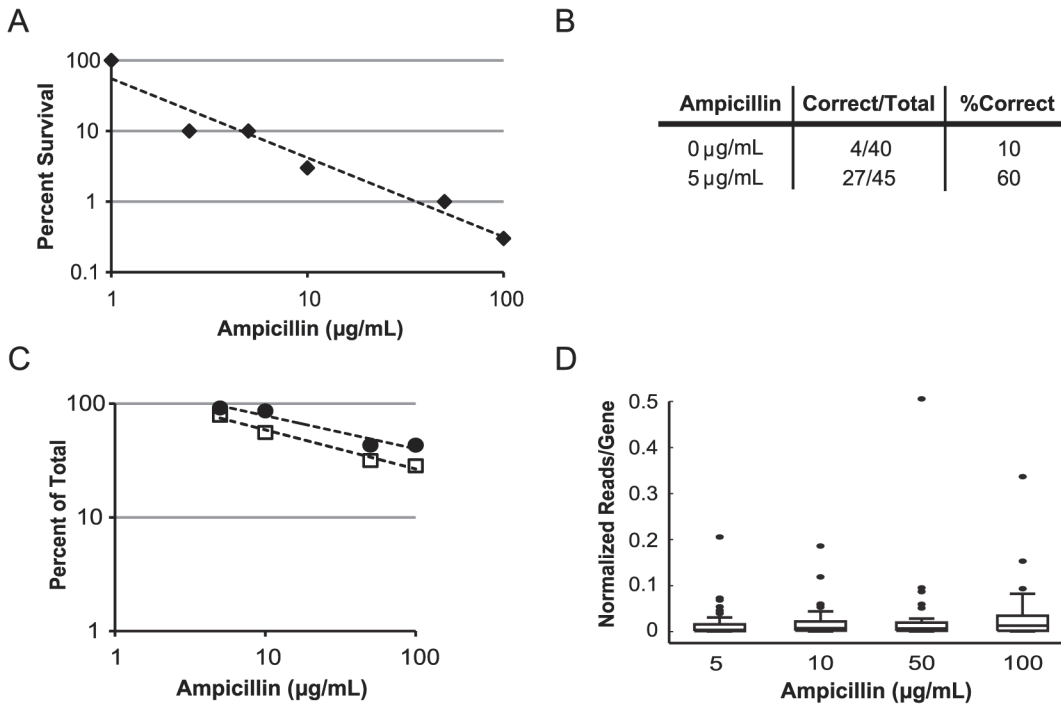 A
Percent Survival
100
10
1
0.1
1 10 100
Ampicillin (µg/mL)
B
Ampicillin Correct/Total %Correct
0 µg/mL 4/40 10
5 µg/mL 27/45 60
C
Percent of Total
100
10
1
1 10 100
Ampicillin (µg/mL)
D
Normalized Reads/Gene
0.5
0.4
0.3
0.2
0.1
0
5 10 50 100
Ampicillin (µg/mL)